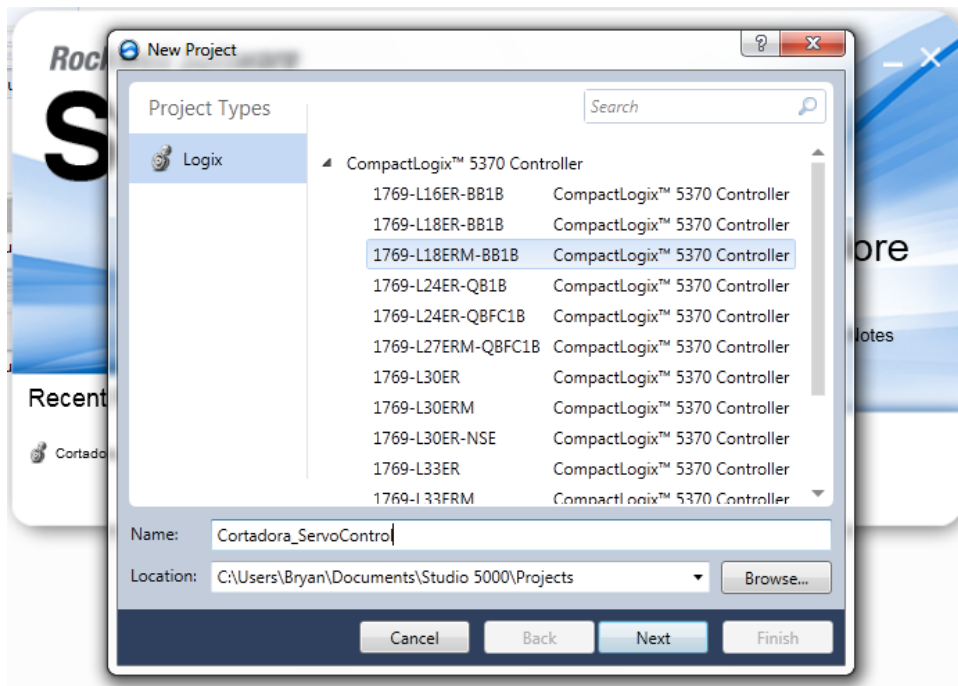 New Project
Project Types
Search
Logix
CompactLogix™ 5370 Controller
1769-L16ER-BB1B CompactLogix™ 5370 Controller
1769-L18ER-BB1B CompactLogix™ 5370 Controller
1769-L18ERM-BB1B CompactLogix™ 5370 Controller
1769-L24ER-QB1B CompactLogix™ 5370 Controller
1769-L24ER-QBFC1B CompactLogix™ 5370 Controller
1769-L27ERM-QBFC1B CompactLogix™ 5370 Controller
1769-L30ER CompactLogix™ 5370 Controller
1769-L30ERM CompactLogix™ 5370 Controller
1769-L30ER-NSE CompactLogix™ 5370 Controller
1769-L33ER CompactLogix™ 5370 Controller
1769-L33ERM CompactLogix™ 5370 Controller
Name: Cortadora_ServoControl
Location: C:\Users\Bryan\Documents\Studio 5000\Projects Browse...
Cancel Back Next Finish
Notes
Recent